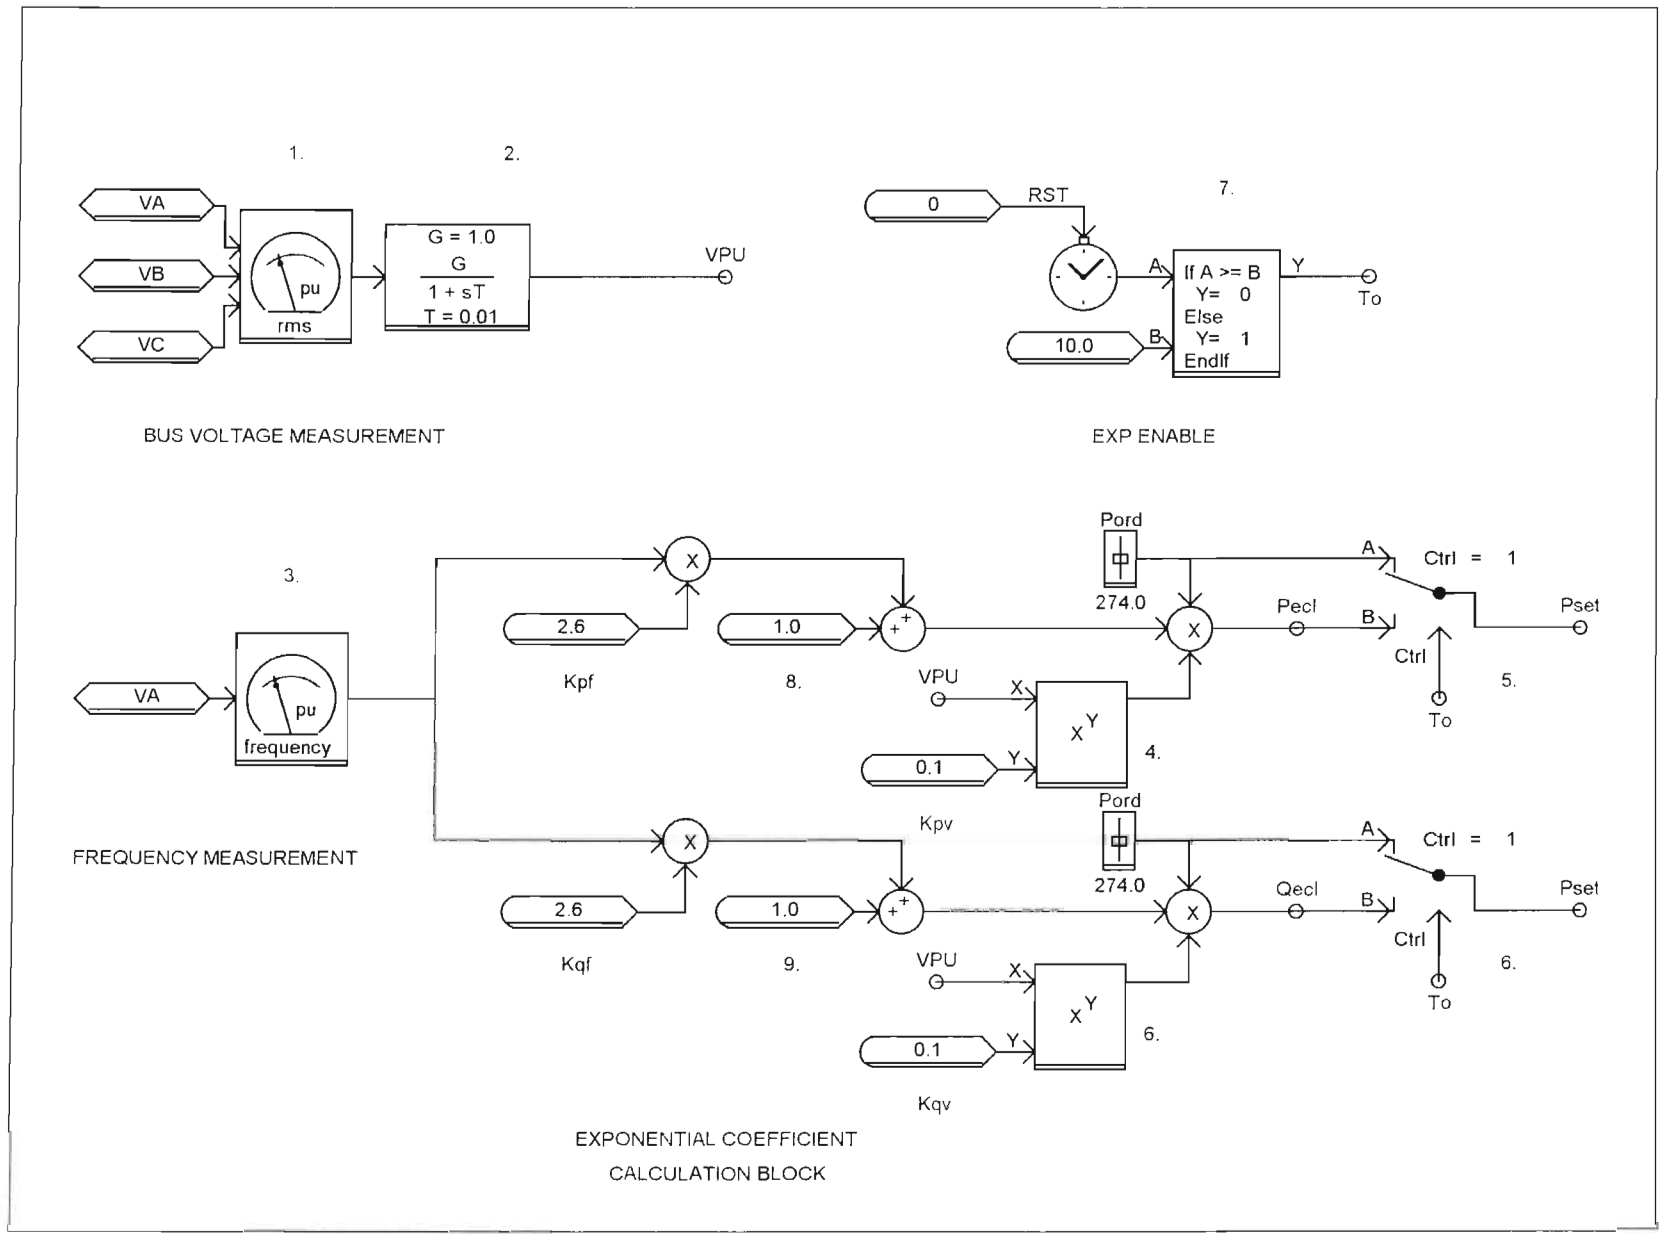 1.
2.
VA
VB
VC
pu
rms
G = 1.0
G
1 + sT
T = 0.01
VPU
BUS VOLTAGE MEASUREMENT
7.
0
RST
A
10.0
B
If A >= B
Y= 0
Else
Y= 1
EndIf
Y
To
EXP ENABLE
3.
VA
pu
frequency
FREQUENCY MEASUREMENT
X
2.6
Kpf
1.0
8.
+
+
VPU
X
0.1
Y
Kpv
X Y
4.
Pord
274.0
X
Pecl
A
B
Ctrl = 1
Ctrl
To
5.
Pset
X
2.6
Kqf
1.0
9.
+
+
VPU
X
0.1
Y
Kqv
X Y
6.
Pord
274.0
X
Qecl
A
B
Ctrl = 1
Ctrl
To
6.
Pset
EXPONENTIAL COEFFICIENT
CALCULATION BLOCK